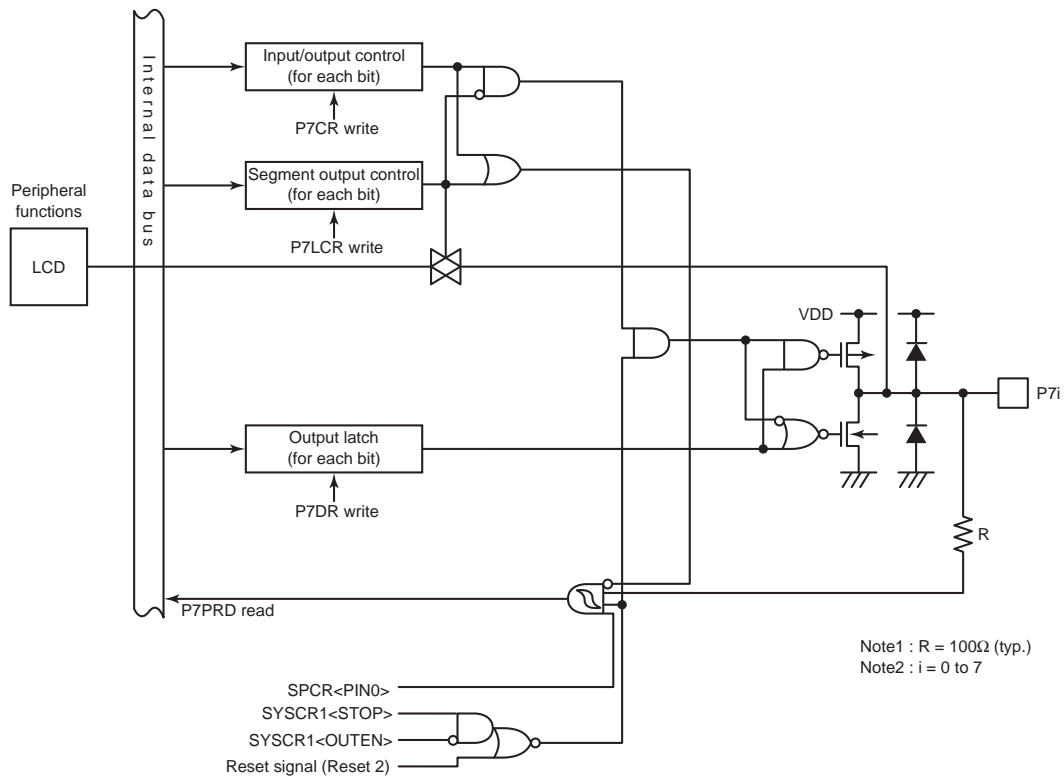 Internal data bus
Input/output control
(for each bit)
P7CR write
Segment output control
(for each bit)
P7LCR write
Peripheral
functions
LCD
VDD
P7i
Output latch
(for each bit)
P7DR write
R
P7PRD read
Note1 : R = 100Ω (typ.)
Note2 : i = 0 to 7
SPCR<PIN0>
SYSCR1<STOP>
SYSCR1<OUTEN>
Reset signal (Reset 2)